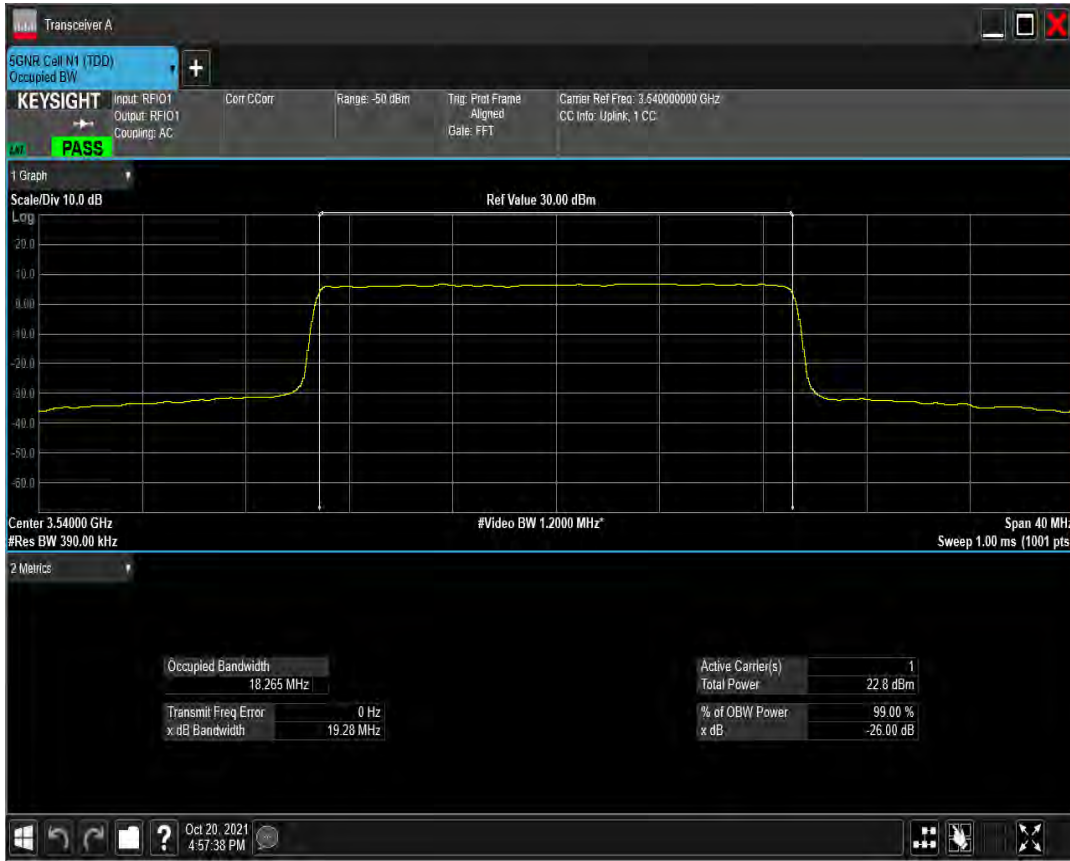 Transceiver A
5GNR Cell N1 (TDD)
Occupied BW
+
KEYSIGHT
Input: RFIO1
Output: RFIO1
Coupling: AC
Corr CCorr
Range: -50 dBm
Trig: Prot Frame
Aligned
Gate: FFT
Carrier Ref Freq: 3.540000000 GHz
CC Info: Uplink, 1 CC
PASS
1 Graph
Scale/Div 10.0 dB
Ref Value 30.00 dBm
Log
20.0
10.0
0.00
-10.0
-20.0
-30.0
-40.0
-50.0
-60.0
Center 3.54000 GHz
#Video BW 1.2000 MHz*
Span 40 MHz
#Res BW 390.00 kHz
Sweep 1.00 ms (1001 pts
2 Metrics
Occupied Bandwidth
18.265 MHz
Transmit Freq Error 0 Hz
x dB Bandwidth 19.28 MHz
Active Carrier(s) 1
Total Power 22.8 dBm
% of OBW Power 99.00 %
x dB -26.00 dB
?
Oct 20, 2021
4:57:38 PM